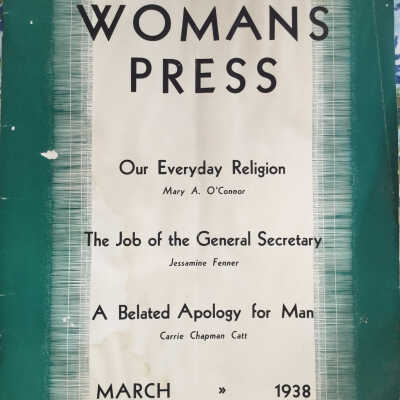 WOMANS
PRESS
Our Everyday Religion
Mary A. O'Connor
The Job of the General Secretary
Jessamine Fenner
A Belated Apology for Man
Carrie Chapman Catt
MARCH » 1938